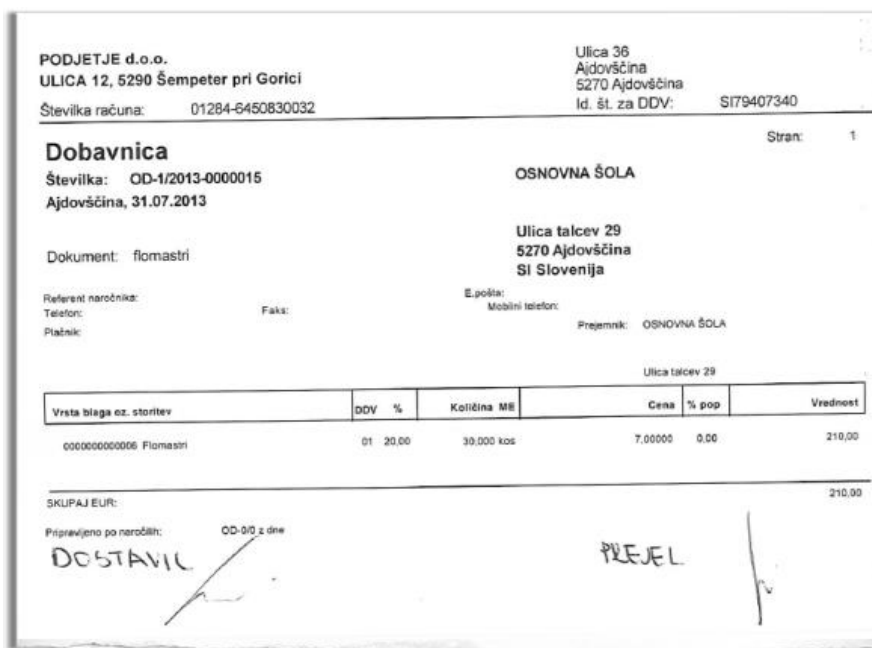 PODJETJE d.o.o.
ULICA 12, 5290 Šempeter pri Gorici
Številka računa: 01284-6450830032
Ulica 36
Ajdovščina
5270 Ajdovščina
Id. št. za DDV: SI79407340
Stran: 1
Dobavnica
Številka: OD-1/2013-0000015
Ajdovščina, 31.07.2013
OSNOVNA ŠOLA
Ulica talcev 29
5270 Ajdovščina
SI Slovenija
Dokument: flomastri
Referent naročnika:
Telefon: Faks:
Plačnik:
E.pošta:
Mobilni telefon:
Prejemnik: OSNOVNA ŠOLA
Ulica talcev 29
Vrsta blaga oz. storitev DDV % Količina ME Cena % pop Vrednost
0000000000006 Flomastri 01 20,00 30,000 kos 7,00000 0,00 210,00
SKUPAJ EUR: 210,00
Pripravljeno po naročilih: OD-0/0 z dne
DOSTAVIL PREJEL